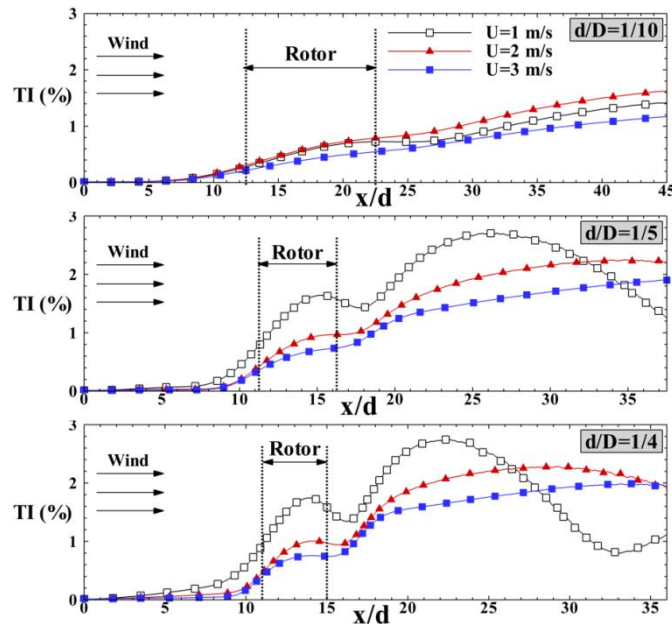 3
Wind
Rotor
U=1 m/s
U=2 m/s
U=3 m/s
d/D=1/10
2
TI (%)
1
0
0 5 10 15 20 25 30 35 40 45
x/d
3
Wind
Rotor
d/D=1/5
2
TI (%)
1
0
0 5 10 15 20 25 30 35
x/d
3
Wind
Rotor
d/D=1/4
2
TI (%)
1
0
0 5 10 15 20 25 30 35
x/d